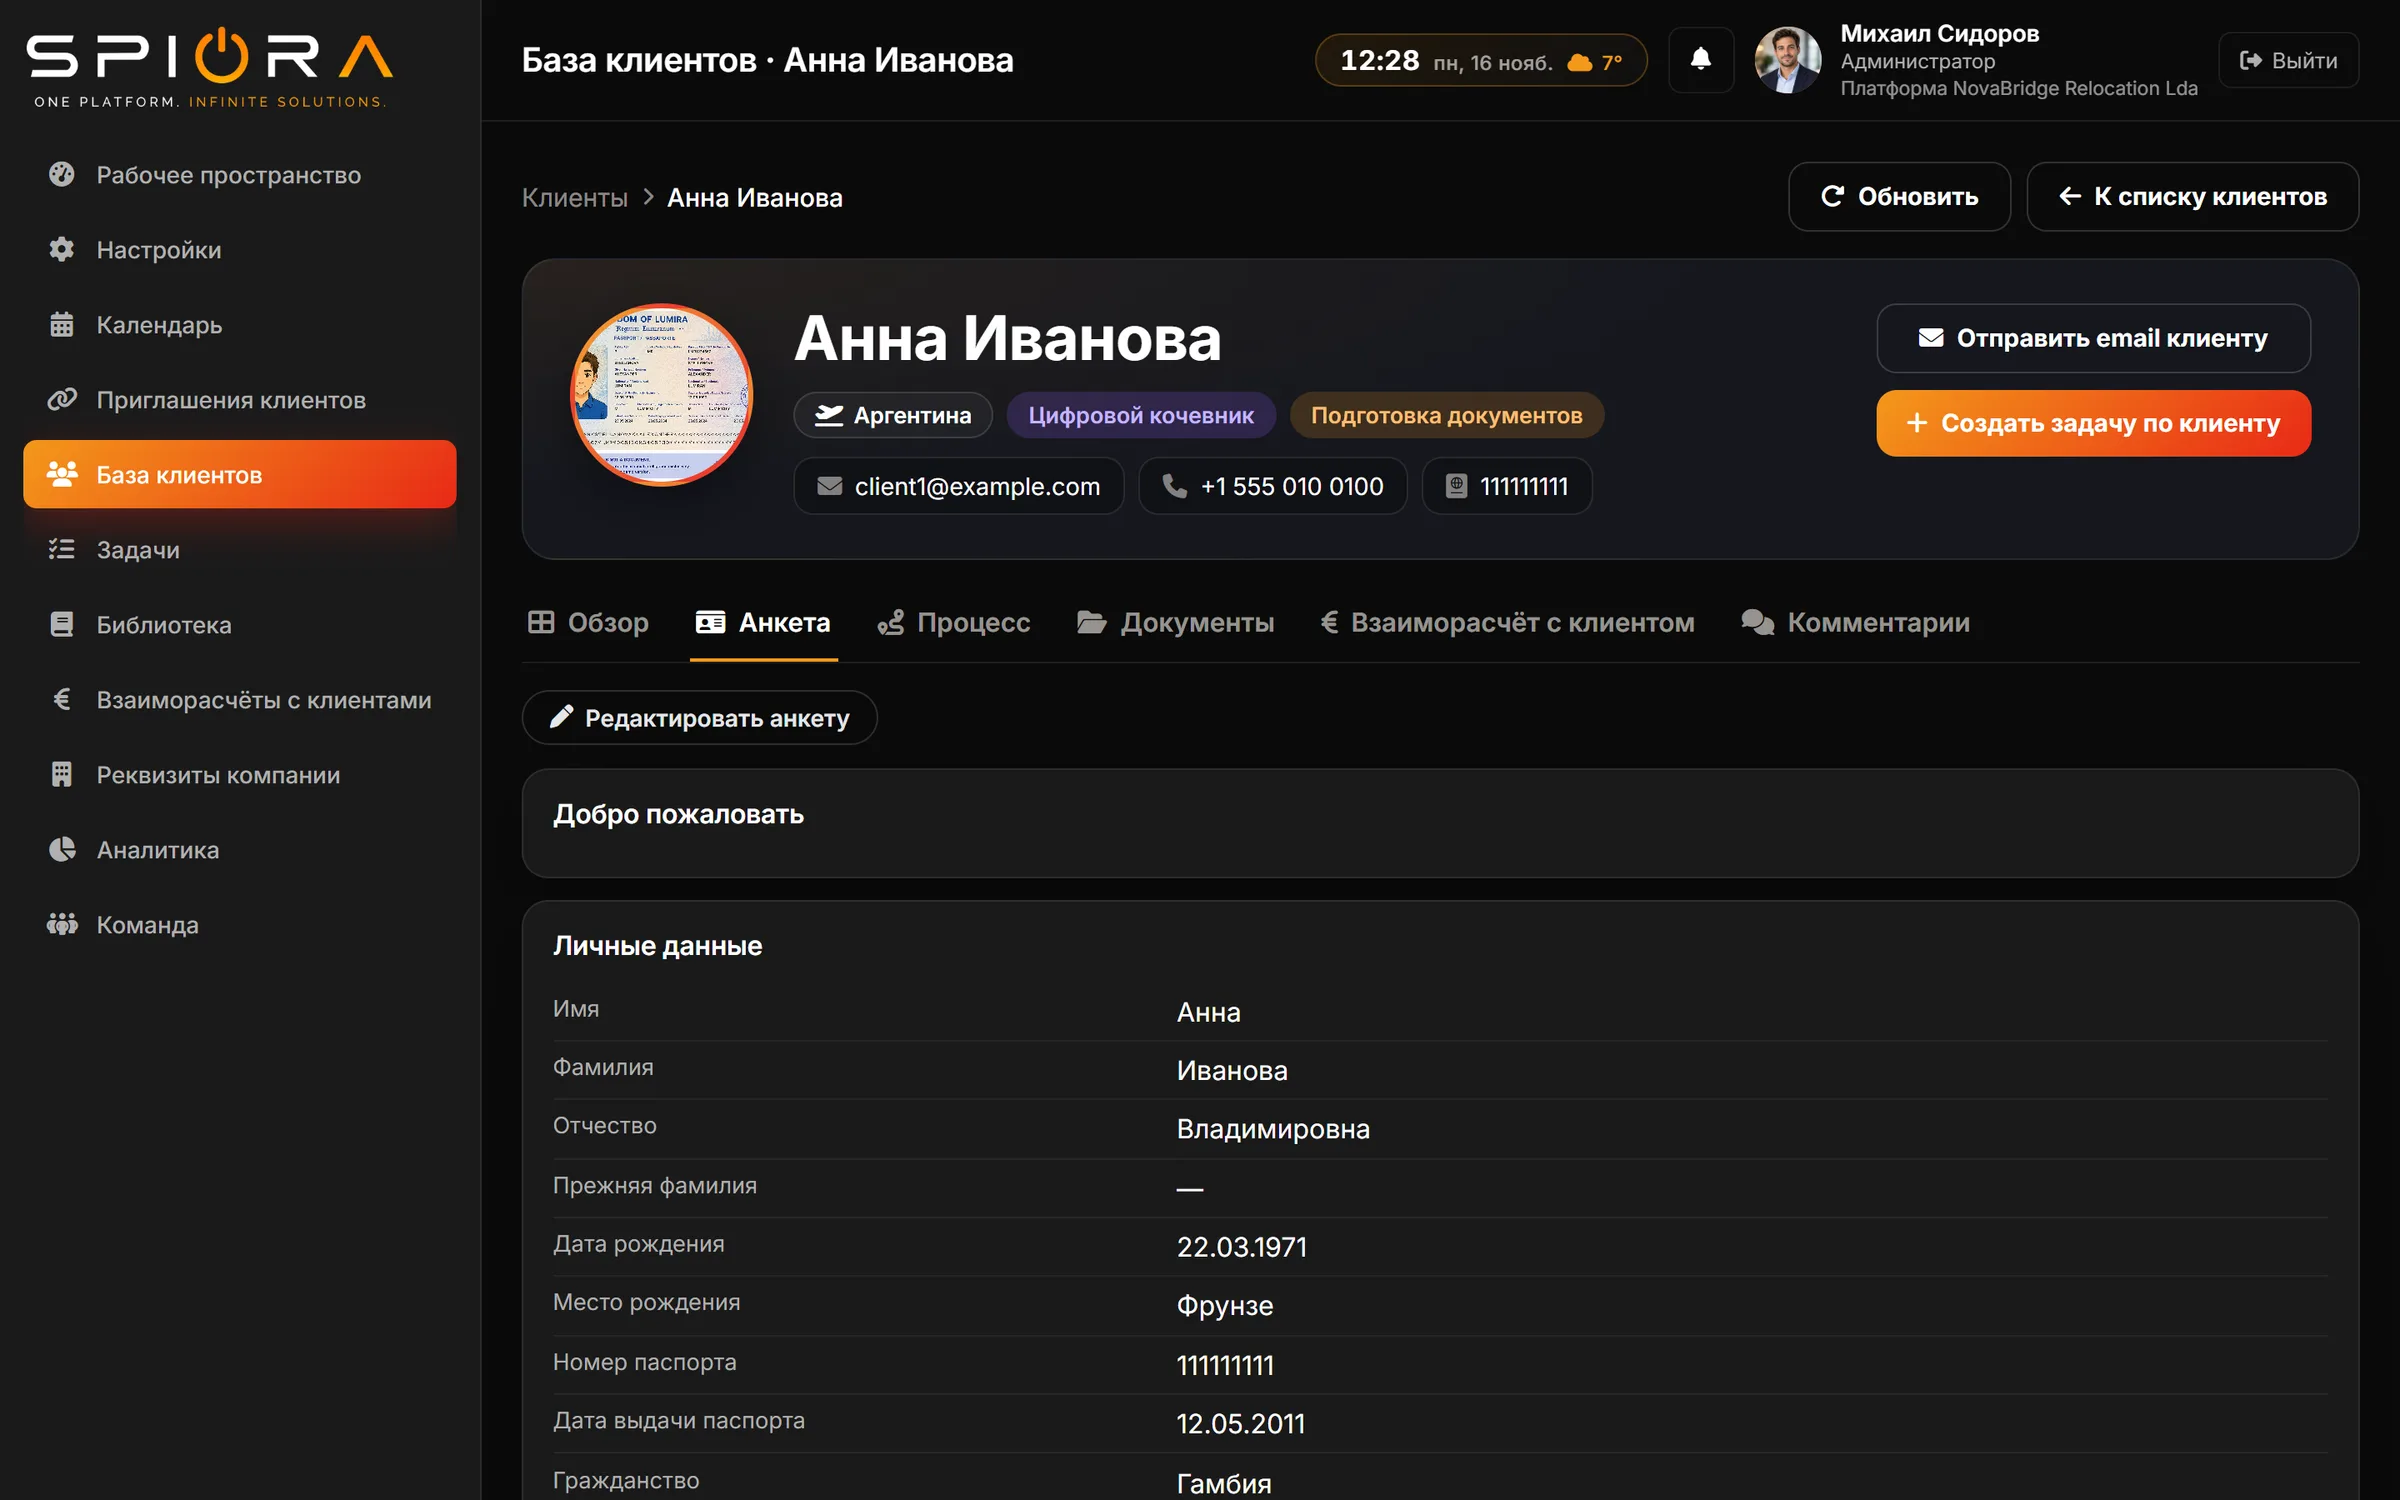 SPIORA
ONE PLATFORM. INFINITE SOLUTIONS.
Рабочее пространство
Настройки
Календарь
Приглашения клиентов
База клиентов
Задачи
Библиотека
Взаиморасчёты с клиентами
Реквизиты компании
Аналитика
Команда
База клиентов · Анна Иванова
12:28 пн, 16 нояб. 7°
Михаил Сидоров
Администратор
Платформа NovaBridge Relocation Lda
Выйти
Клиенты > Анна Иванова
Обновить
К списку клиентов
DOM OF LUMIRA
Анна Иванова
Аргентина
Цифровой кочевник
Подготовка документов
client1@example.com
+1 555 010 0100
111111111
Отправить email клиенту
+ Создать задачу по клиенту
Обзор
Анкета
Процесс
Документы
€ Взаиморасчёт с клиентом
Комментарии
Редактировать анкету
Добро пожаловать
Личные данные
Имя Анна
Фамилия Иванова
Отчество Владимировна
Прежняя фамилия —
Дата рождения 22.03.1971
Место рождения Фрунзе
Номер паспорта 111111111
Дата выдачи паспорта 12.05.2011
Гражданство Гамбия